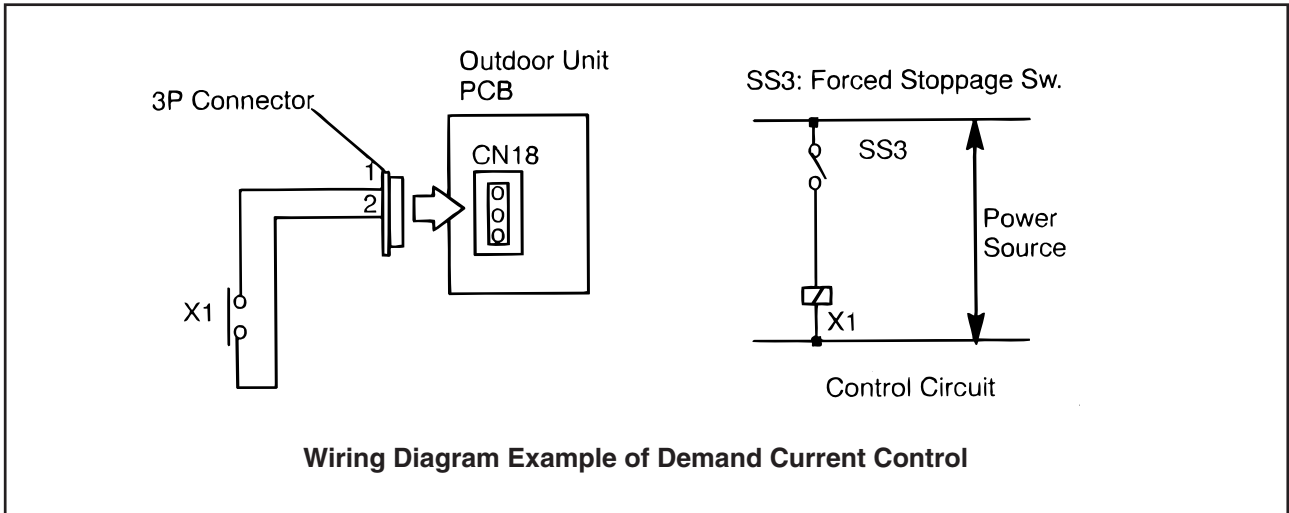 3P Connector
Outdoor Unit
PCB
CN18
1
2
X1
SS3: Forced Stoppage Sw.
SS3
Power
Source
X1
Control Circuit
Wiring Diagram Example of Demand Current Control